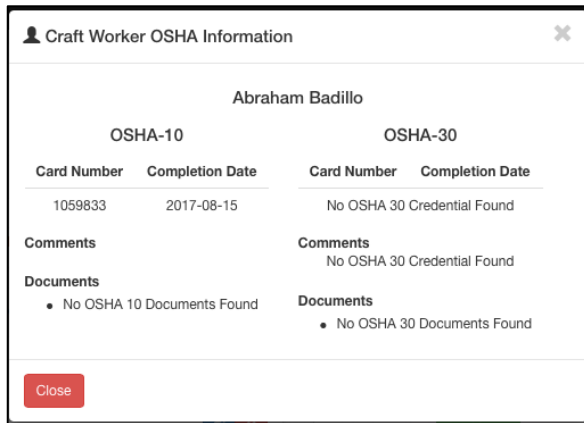 Craft Worker OSHA Information
Abraham Badillo
OSHA-10
Card Number Completion Date
1059833 2017-08-15
Comments
Documents
No OSHA 10 Documents Found
OSHA-30
Card Number Completion Date
No OSHA 30 Credential Found
Comments
No OSHA 30 Credential Found
Documents
No OSHA 30 Documents Found
Close